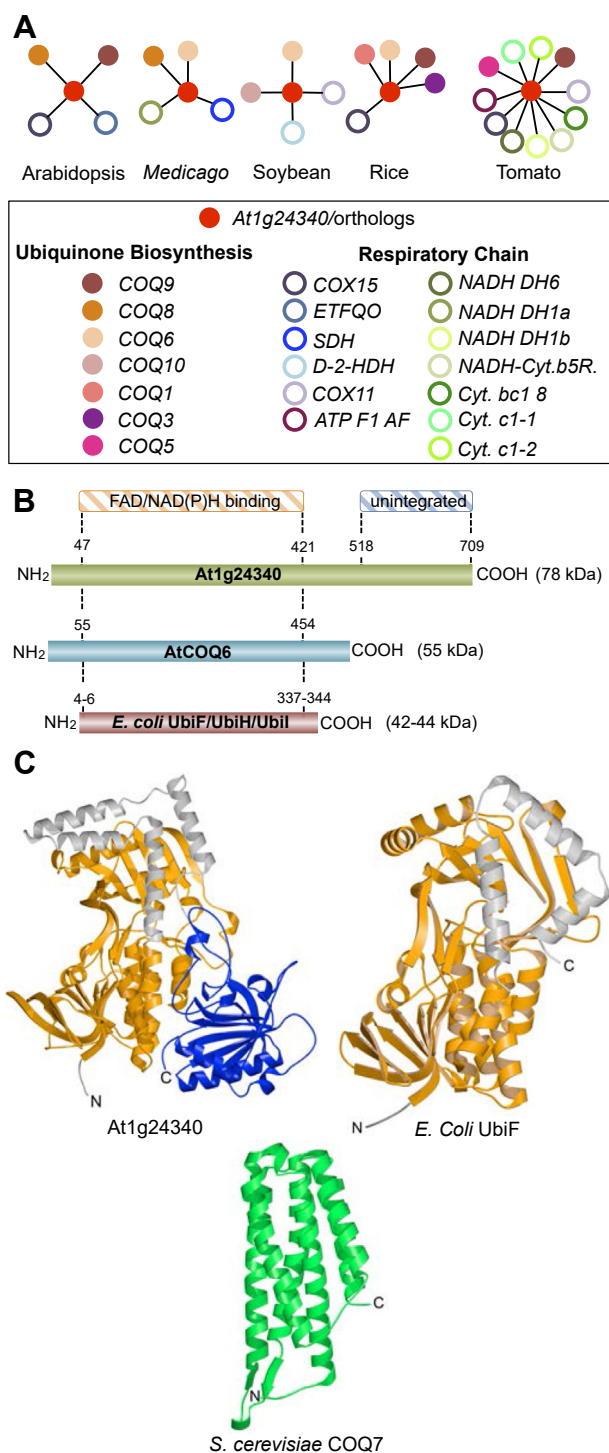 A
Arabidopsis Medicago Soybean Rice Tomato
At1g24340/orthologs
Ubiquinone Biosynthesis
COQ9
COQ8
COQ6
COQ10
COQ1
COQ3
COQ5
Respiratory Chain
COX15
ETFQO
SDH
D-2-HDH
COX11
ATP F1 AF
NADH DH6
NADH DH1a
NADH DH1b
NADH-Cyt.b5R.
Cyt. bc1 8
Cyt. c1-1
Cyt. c1-2
B
FAD/NAD(P)H binding unintegrated
47 421 518 709
NH2 At1g24340 COOH (78 kDa)
55 454
NH2 AtCOQ6 COOH (55 kDa)
4-6 337-344
NH2 E. coli UbiF/UbiH/UbiI COOH (42-44 kDa)
C
C
C
N
N
At1g24340
E. Coli UbiF
C
N
S. cerevisiae COQ7